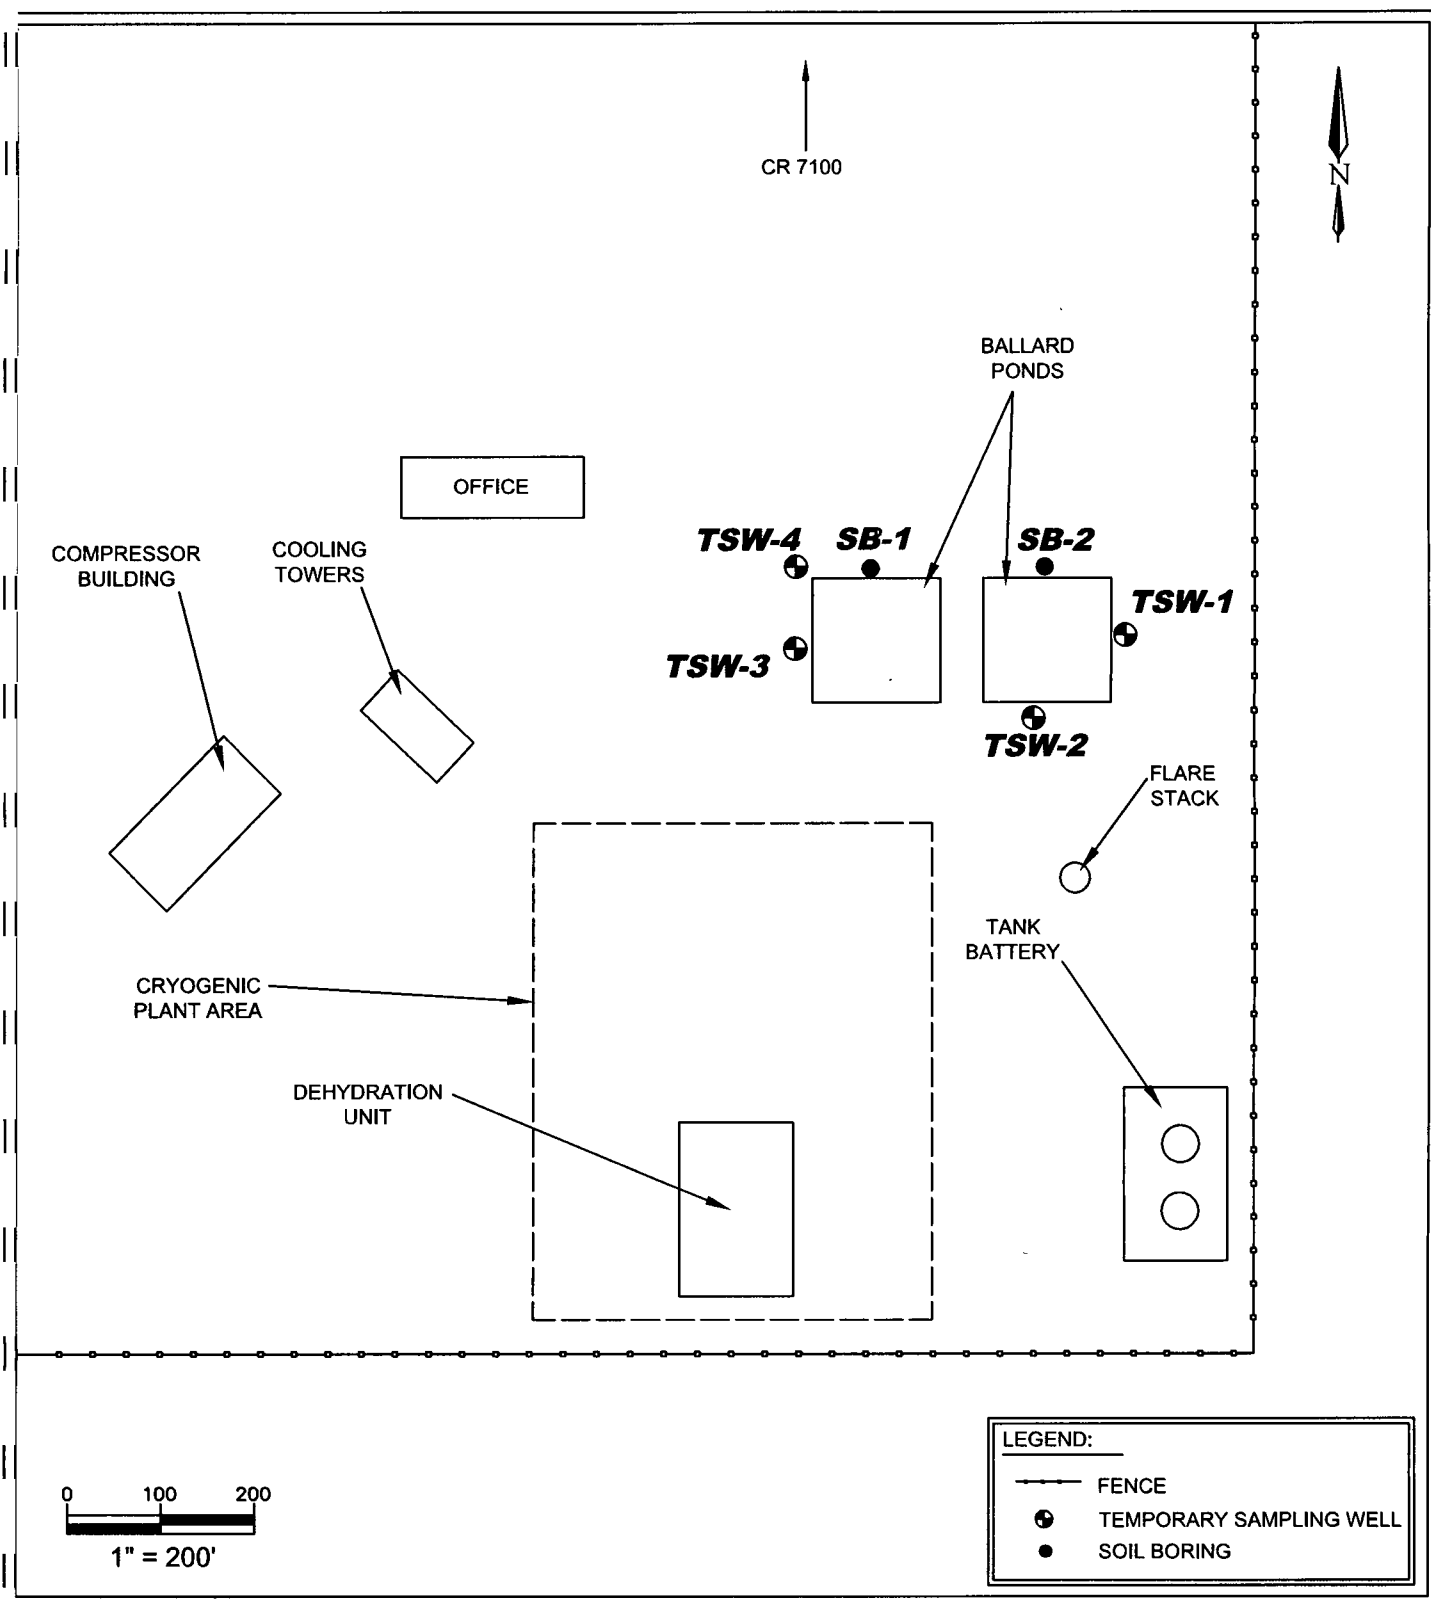 CR 7100
N
BALLARD
PONDS
OFFICE
COMPRESSOR
BUILDING
COOLING
TOWERS
TSW-4
SB-1
SB-2
TSW-1
TSW-3
TSW-2
FLARE
STACK
TANK
BATTERY
CRYOGENIC
PLANT AREA
DEHYDRATION
UNIT
LEGEND:
FENCE
TEMPORARY SAMPLING WELL
SOIL BORING
0 100 200
1" = 200'